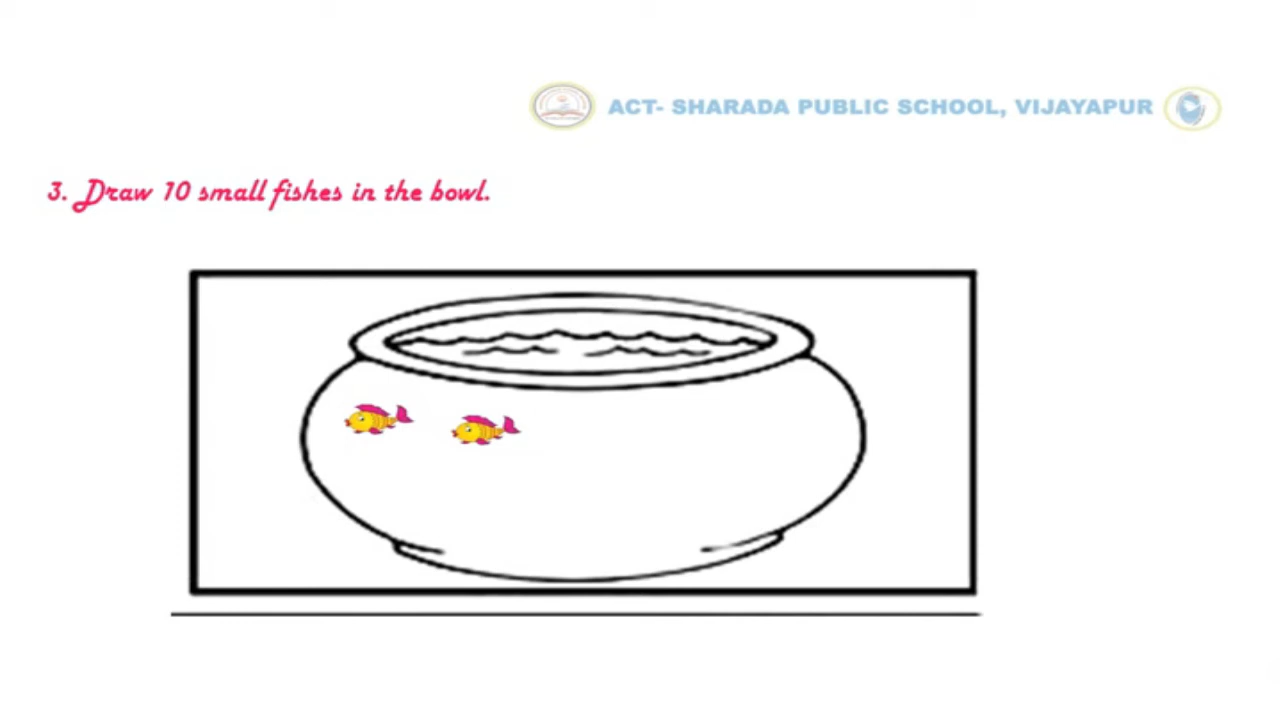 ACT- SHARADA PUBLIC SCHOOL, VIJAYAPUR
3. Draw 10 small fishes in the bowl.